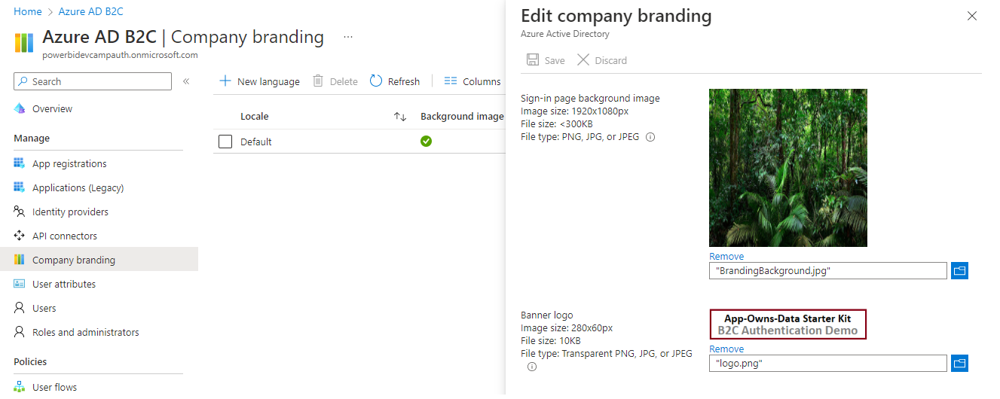 Home > Azure AD B2C
Azure AD B2C | Company branding ...
powerbidevcampauth.onmicrosoft.com
Search «
Overview
Manage
App registrations
Applications (Legacy)
Identity providers
API connectors
Company branding
User attributes
Users
Roles and administrators
Policies
User flows
New language Delete Refresh Columns
Locale Background image
Default
Edit company branding
Azure Active Directory
Save Discard
Sign-in page background image
Image size: 1920x1080px
File size: <300KB
File type: PNG, JPG, or JPEG
Remove
"BrandingBackground.jpg"
Banner logo
Image size: 280x60px
File size: 10KB
File type: Transparent PNG, JPG, or JPEG
App-Owns-Data Starter Kit
B2C Authentication Demo
Remove
"logo.png"